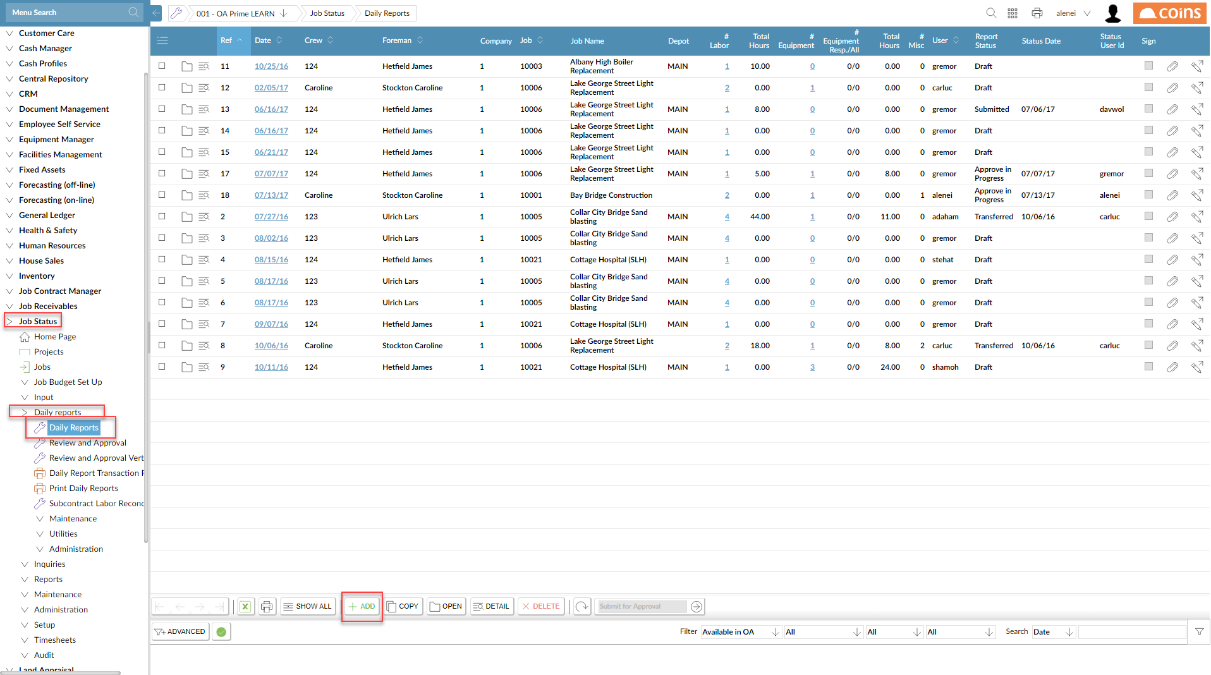 Menu Search
001 - OA Prime LEARN
Job Status
Daily Reports
alenei
coins
Customer Care
Cash Manager
Cash Profiles
Central Repository
CRM
Document Management
Employee Self Service
Equipment Manager
Facilities Management
Fixed Assets
Forecasting (off-line)
Forecasting (on-line)
General Ledger
Health & Safety
Human Resources
House Sales
Inventory
Job Contract Manager
Job Receivables
Job Status
Home Page
Projects
Jobs
Job Budget Set Up
Input
Daily reports
Daily Reports
Review and Approval
Review and Approval Vert
Daily Report Transaction R
Print Daily Reports
Subcontract Labor Recond
Maintenance
Utilities
Administration
Inquiries
Reports
Maintenance
Administration
Setup
Timesheets
Audit
Land Appraisal
Ref Date Crew Foreman Company Job Job Name Depot # Labor Total Hours # Equipment # Equipment Resp./All Total Hours # Misc User Report Status Status Date Status User Id Sign
11 10/25/16 124 Hetfield James 1 10003 Albany High Boiler Replacement MAIN 1 10.00 0 0/0 0.00 0 gremor Draft
12 02/05/17 Caroline Stockton Caroline 1 10006 Lake George Street Light Replacement MAIN 2 0.00 1 0/0 0.00 0 carluc Draft
13 06/16/17 124 Hetfield James 1 10006 Lake George Street Light Replacement MAIN 1 8.00 0 0/0 0.00 0 gremor Submitted 07/06/17 davwol
14 06/16/17 124 Hetfield James 1 10006 Lake George Street Light Replacement MAIN 1 0.00 0 0/0 0.00 0 gremor Draft
15 06/21/17 124 Hetfield James 1 10006 Lake George Street Light Replacement MAIN 1 0.00 0 0/0 0.00 0 gremor Draft
17 07/07/17 124 Hetfield James 1 10006 Lake George Street Light Replacement MAIN 1 5.00 1 0/0 8.00 0 gremor Approve in Progress 07/07/17 gremor
18 07/13/17 Caroline Stockton Caroline 1 10001 Bay Bridge Construction MAIN 2 0.00 1 0/0 0.00 1 alenei Approve in Progress 07/13/17 alenei
2 07/27/16 123 Ulrich Lars 1 10005 Collar City Bridge Sand blasting MAIN 4 44.00 1 0/0 11.00 0 adaham Transferred 10/06/16 carluc
3 08/02/16 123 Ulrich Lars 1 10005 Collar City Bridge Sand blasting MAIN 4 0.00 0 0/0 0.00 0 gremor Draft
4 08/15/16 124 Hetfield James 1 10021 Cottage Hospital (SLH) MAIN 1 0.00 0 0/0 0.00 0 stehat Draft
5 08/17/16 123 Ulrich Lars 1 10005 Collar City Bridge Sand blasting MAIN 4 0.00 1 0/0 0.00 0 gremor Draft
6 08/17/16 123 Ulrich Lars 1 10005 Collar City Bridge Sand blasting MAIN 4 0.00 0 0/0 0.00 0 gremor Draft
7 09/07/16 124 Hetfield James 1 10021 Cottage Hospital (SLH) MAIN 1 0.00 0 0/0 0.00 0 gremor Draft
8 10/06/16 Caroline Stockton Caroline 1 10006 Lake George Street Light Replacement MAIN 2 18.00 1 0/0 8.00 2 carluc Transferred 10/06/16 carluc
9 10/11/16 124 Hetfield James 1 10021 Cottage Hospital (SLH) MAIN 1 0.00 3 0/0 24.00 0 shamoh Draft
SHOW ALL ADD COPY OPEN DETAIL DELETE Submit for Approval
ADVANCED Filter Available in OA All All All Search Date